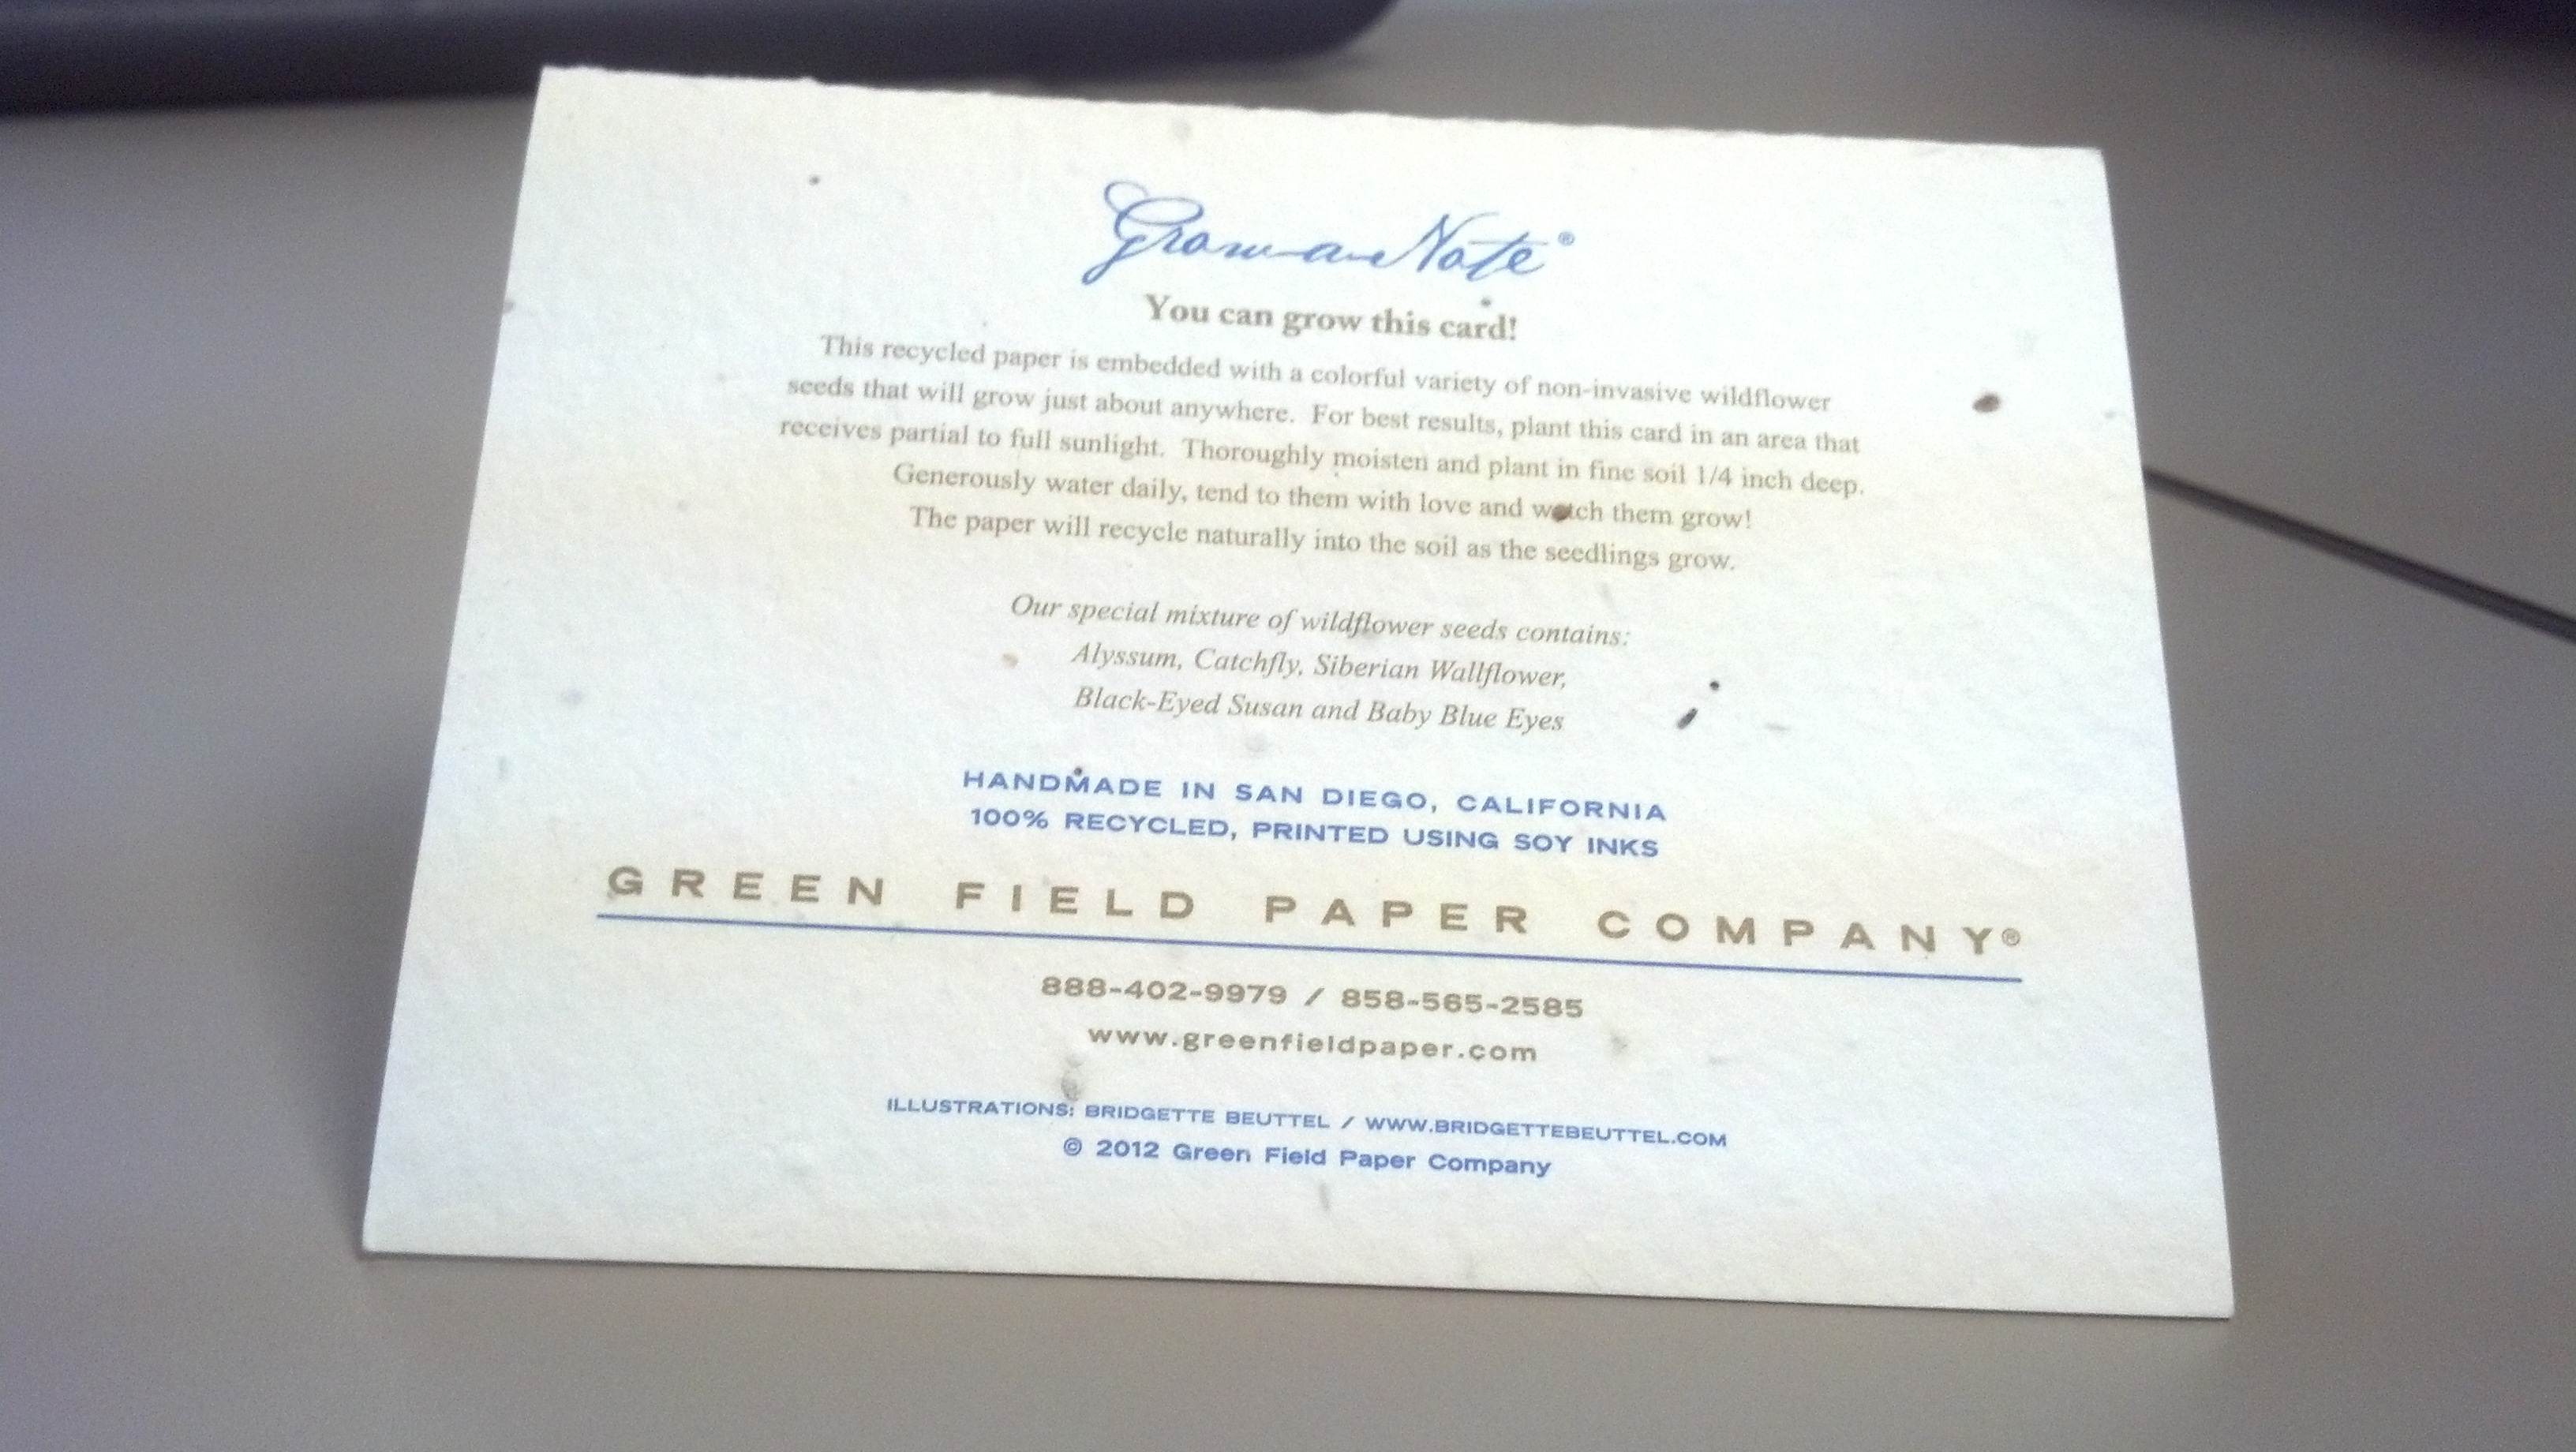 Grow-a-Note®
You can grow this card!
This recycled paper is embedded with a colorful variety of non-invasive wildflower
seeds that will grow just about anywhere. For best results, plant this card in an area that
receives partial to full sunlight. Thoroughly moisten and plant in fine soil 1/4 inch deep.
Generously water daily, tend to them with love and watch them grow!
The paper will recycle naturally into the soil as the seedlings grow.
Our special mixture of wildflower seeds contains:
Alyssum, Catchfly, Siberian Wallflower,
Black-Eyed Susan and Baby Blue Eyes
HANDMADE IN SAN DIEGO, CALIFORNIA
100% RECYCLED, PRINTED USING SOY INKS
GREEN FIELD PAPER COMPANY®
888-402-9979 / 858-565-2585
www.greenfieldpaper.com
ILLUSTRATIONS: BRIDGETTE BEUTTEL / WWW.BRIDGETTEBEUTTEL.COM
© 2012 Green Field Paper Company